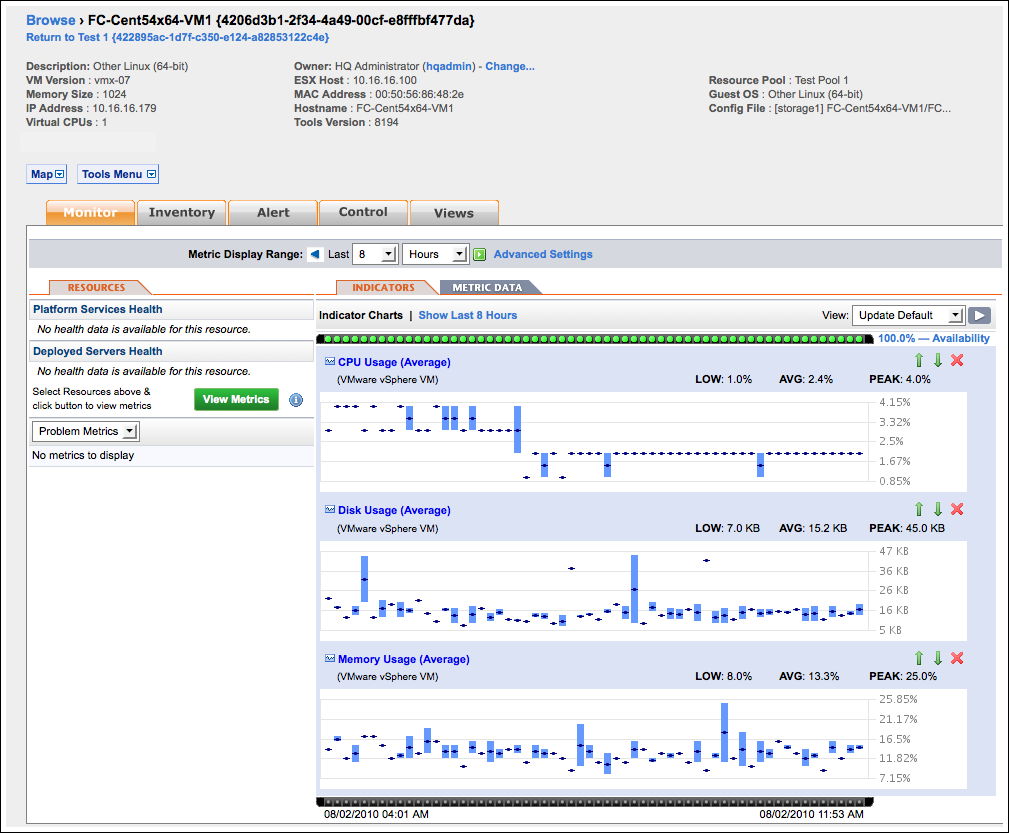 Browse › FC-Cent54x64-VM1 {4206d3b1-2f34-4a49-00cf-e8fffbf477da}
Return to Test 1 {422895ac-1d7f-c350-e124-a82853122c4e}
Description: Other Linux (64-bit)
VM Version : vmx-07
Memory Size : 1024
IP Address : 10.16.16.179
Virtual CPUs : 1
Owner: HQ Administrator (hqadmin) - Change...
ESX Host : 10.16.16.100
MAC Address : 00:50:56:86:48:2e
Hostname : FC-Cent54x64-VM1
Tools Version : 8194
Resource Pool : Test Pool 1
Guest OS : Other Linux (64-bit)
Config File : [storage1] FC-Cent54x64-VM1/FC...
Map Tools Menu
Monitor Inventory Alert Control Views
Metric Display Range: Last 8 Hours Advanced Settings
RESOURCES
Platform Services Health
No health data is available for this resource.
Deployed Servers Health
No health data is available for this resource.
Select Resources above &
click button to view metrics
View Metrics
i
Problem Metrics
No metrics to display
INDICATORS METRIC DATA
Indicator Charts | Show Last 8 Hours View: Update Default
100.0% — Availability
CPU Usage (Average)
(VMware vSphere VM) LOW: 1.0% AVG: 2.4% PEAK: 4.0%
4.15%
3.32%
2.5%
1.67%
0.85%
Disk Usage (Average)
(VMware vSphere VM) LOW: 7.0 KB AVG: 15.2 KB PEAK: 45.0 KB
47 KB
36 KB
26 KB
16 KB
5 KB
Memory Usage (Average)
(VMware vSphere VM) LOW: 8.0% AVG: 13.3% PEAK: 25.0%
25.85%
21.17%
16.5%
11.82%
7.15%
08/02/2010 04:01 AM 08/02/2010 11:53 AM